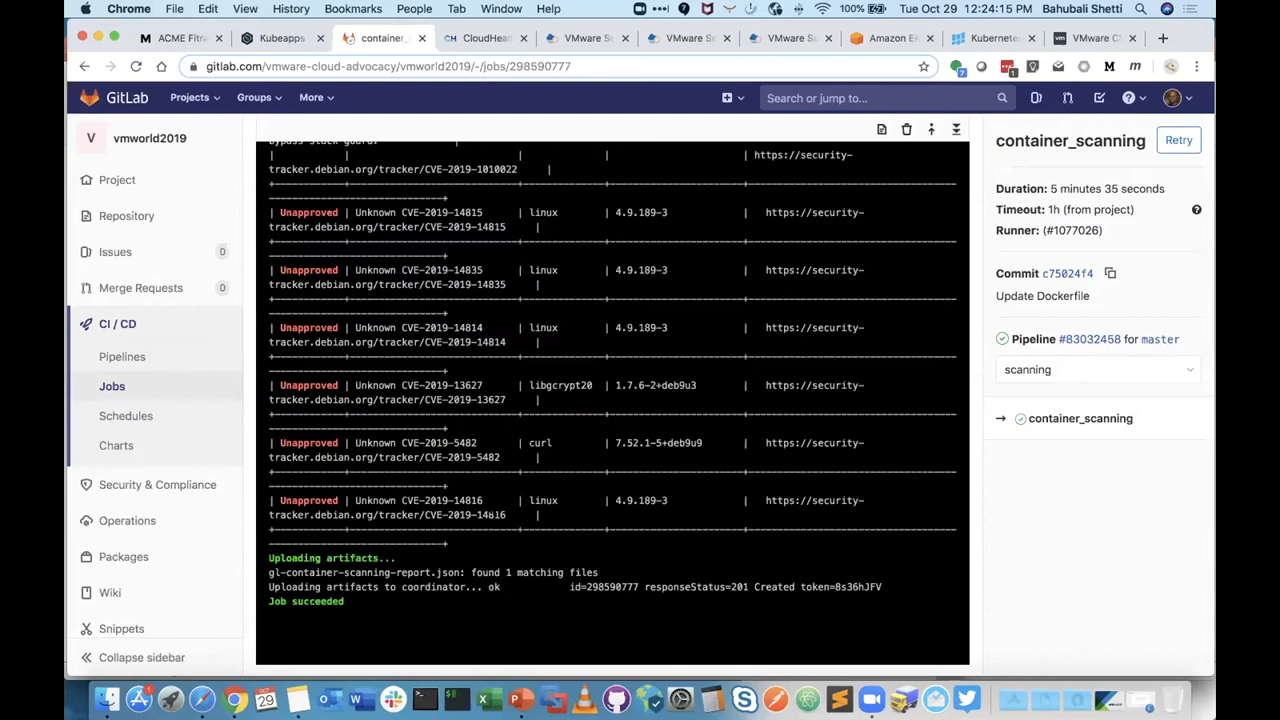 Chrome File Edit View History Bookmarks People Tab Window Help 100% Tue Oct 29 12:24:15 PM Bahubali Shetti
ACME Fitn Kubeapps container_ CloudHear VMware Se VMware Se VMware Se Amazon EK Kubernete VMware Cl
gitlab.com/vmware-cloud-advocacy/vmworld2019/-/jobs/298590777
GitLab Projects Groups More Search or jump to...
V vmworld2019
Project
Repository
Issues 0
Merge Requests 0
CI / CD
Pipelines
Jobs
Schedules
Charts
Security & Compliance
Operations
Packages
Wiki
Snippets
Collapse sidebar
bypass stack guard. |
| | | | | https://security-
tracker.debian.org/tracker/CVE-2019-1010022 |
| Unapproved | Unknown CVE-2019-14815 | linux | 4.9.189-3 | https://security-
tracker.debian.org/tracker/CVE-2019-14815 |
| Unapproved | Unknown CVE-2019-14835 | linux | 4.9.189-3 | https://security-
tracker.debian.org/tracker/CVE-2019-14835 |
| Unapproved | Unknown CVE-2019-14814 | linux | 4.9.189-3 | https://security-
tracker.debian.org/tracker/CVE-2019-14814 |
| Unapproved | Unknown CVE-2019-13627 | libgcrypt20 | 1.7.6-2+deb9u3 | https://security-
tracker.debian.org/tracker/CVE-2019-13627 |
| Unapproved | Unknown CVE-2019-5482 | curl | 7.52.1-5+deb9u9 | https://security-
tracker.debian.org/tracker/CVE-2019-5482 |
| Unapproved | Unknown CVE-2019-14816 | linux | 4.9.189-3 | https://security-
tracker.debian.org/tracker/CVE-2019-14816 |
Uploading artifacts...
gl-container-scanning-report.json: found 1 matching files
Uploading artifacts to coordinator... ok id=298590777 responseStatus=201 Created token=8s36hJFV
Job succeeded
container_scanning Retry
Duration: 5 minutes 35 seconds
Timeout: 1h (from project)
Runner: (#1077026)
Commit c75024f4
Update Dockerfile
Pipeline #83032458 for master
scanning
container_scanning